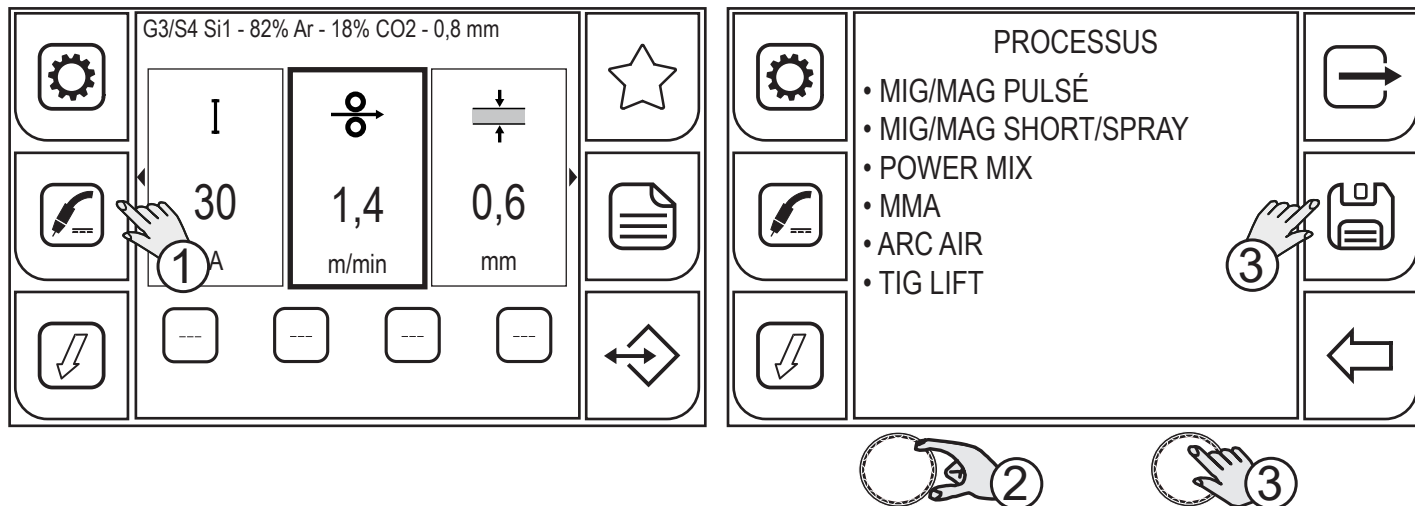 G3/S4 Si1 - 82% Ar - 18% CO2 - 0,8 mm
I
30
1,4
0,6
A
m/min
mm
1
--- --- --- ---
PROCESSUS
• MIG/MAG PULSÉ
• MIG/MAG SHORT/SPRAY
• POWER MIX
• MMA
• ARC AIR
• TIG LIFT
3
2
3